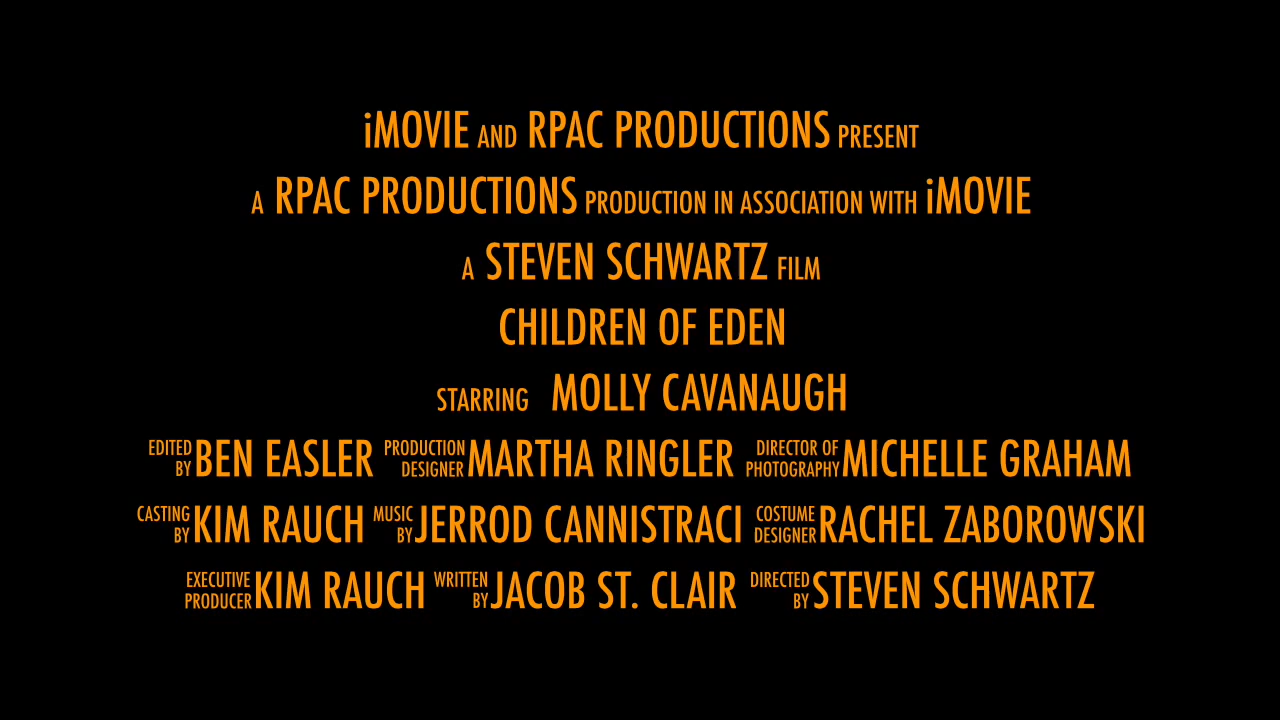 iMOVIE AND RPAC PRODUCTIONS PRESENT
A RPAC PRODUCTIONS PRODUCTION IN ASSOCIATION WITH iMOVIE
A STEVEN SCHWARTZ FILM
CHILDREN OF EDEN
STARRING MOLLY CAVANAUGH
EDITED BY BEN EASLER PRODUCTION DESIGNER MARTHA RINGLER DIRECTOR OF PHOTOGRAPHY MICHELLE GRAHAM
CASTING BY KIM RAUCH MUSIC BY JERROD CANNISTRACI COSTUME DESIGNER RACHEL ZABOROWSKI
EXECUTIVE PRODUCER KIM RAUCH WRITTEN BY JACOB ST. CLAIR DIRECTED BY STEVEN SCHWARTZ